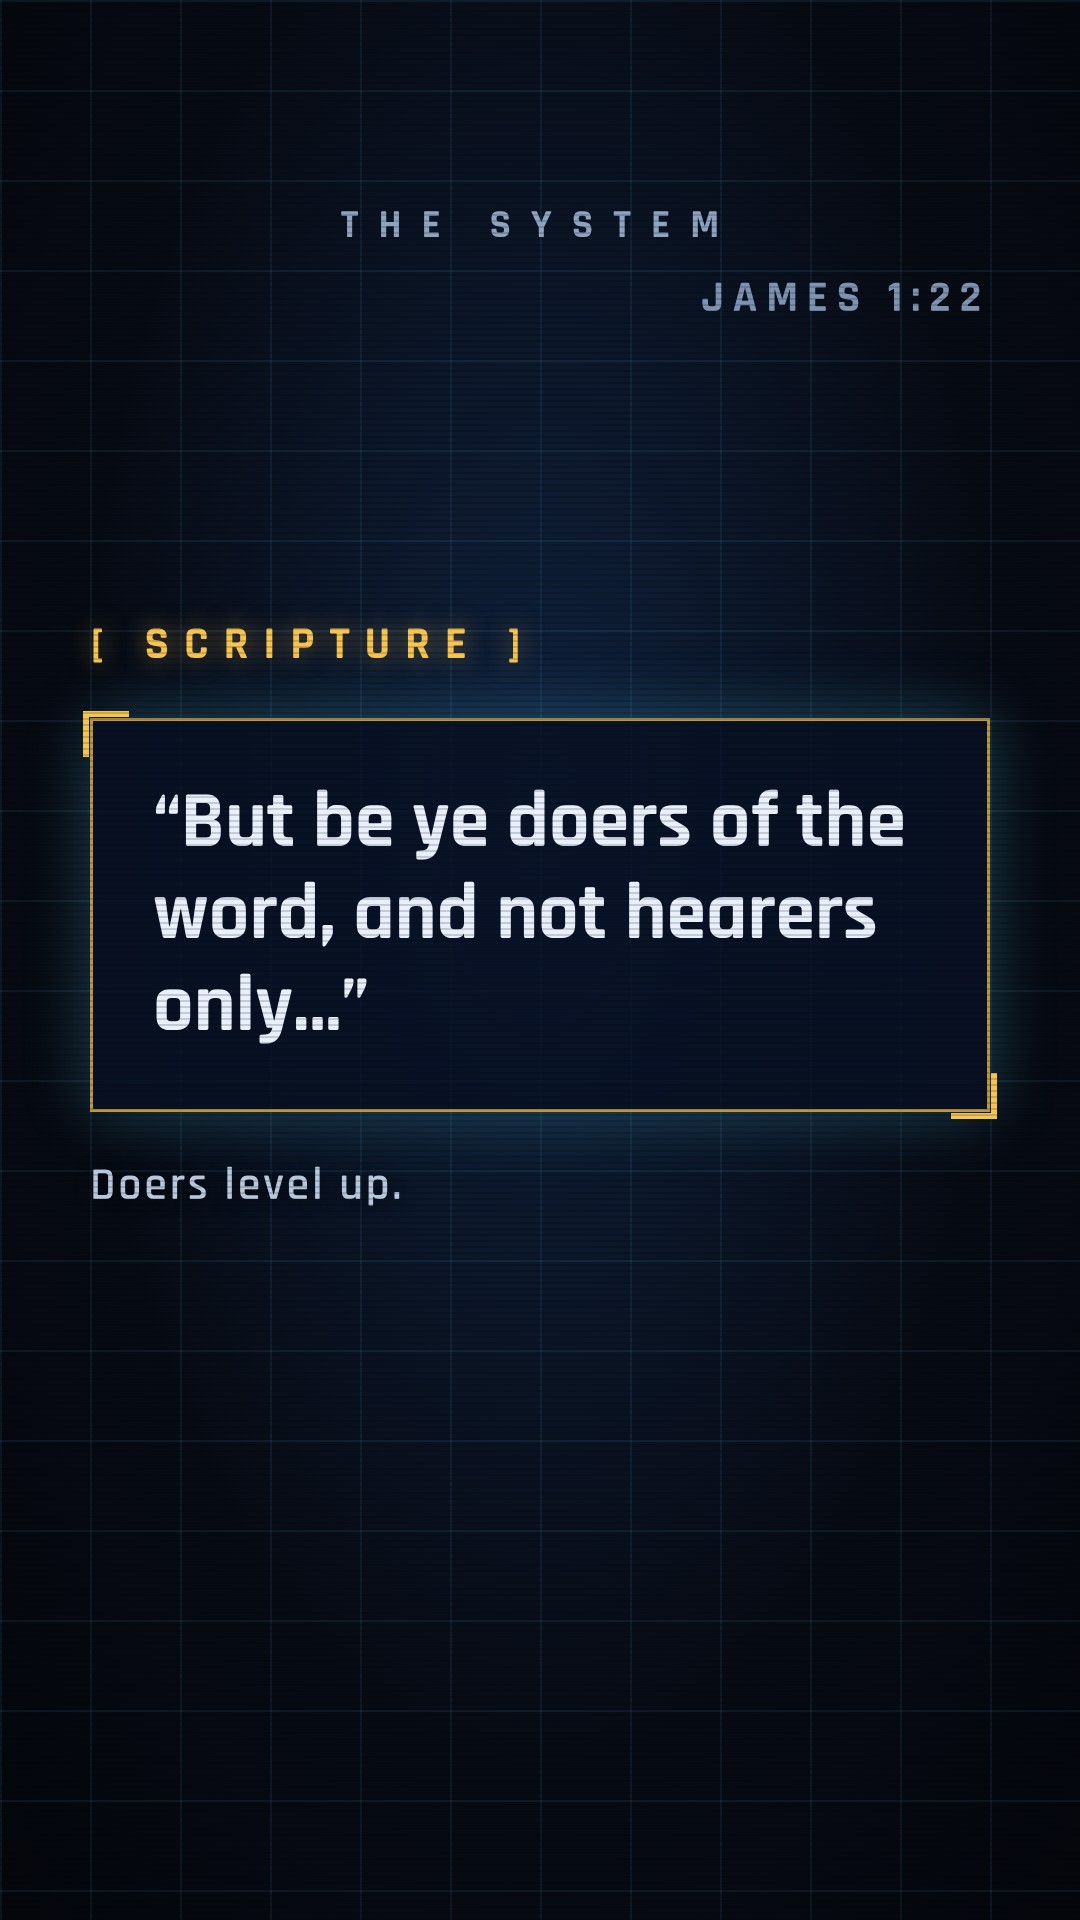 THE SYSTEM
JAMES 1:22
[ SCRIPTURE ]
“But be ye doers of the
word, and not hearers
only...”
Doers level up.